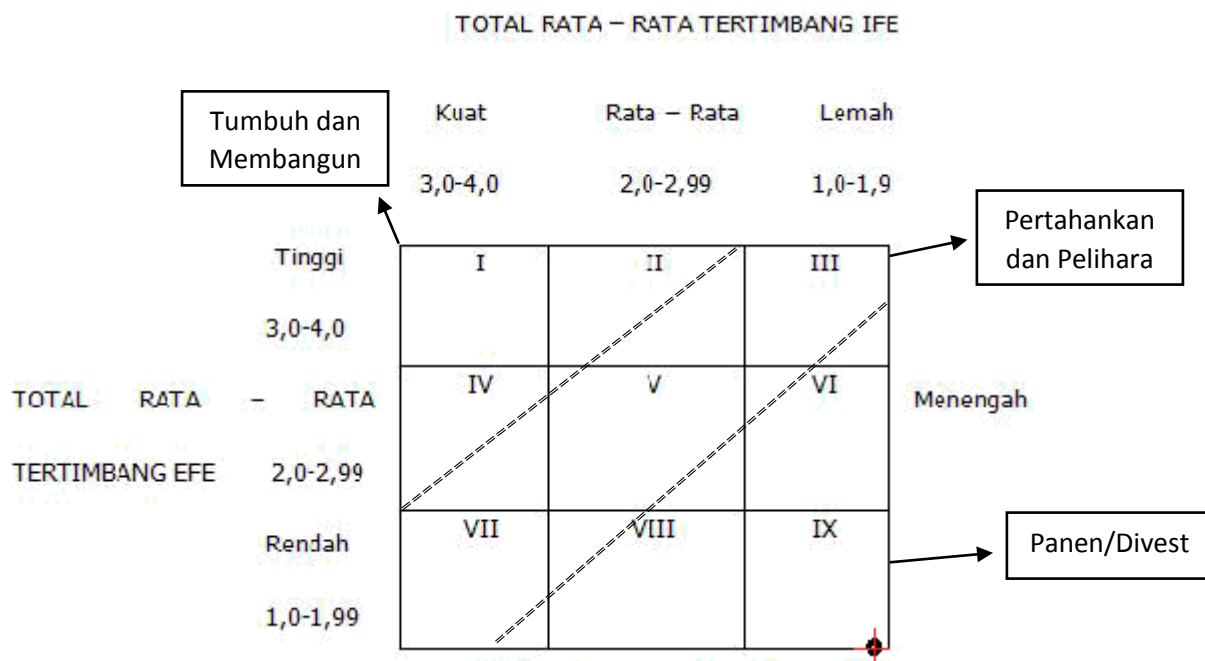 TOTAL RATA – RATA TERTIMBANG IFE
Tumbuh dan
Membangun
Kuat Rata – Rata Lemah
3,0-4,0 2,0-2,99 1,0-1,9
Pertahankan
dan Pelihara
Tinggi I II III
3,0-4,0
TOTAL RATA – RATA IV V VI Menengah
TERTIMBANG EFE 2,0-2,99
Rendah VII VIII IX
Panen/Divest
1,0-1,99